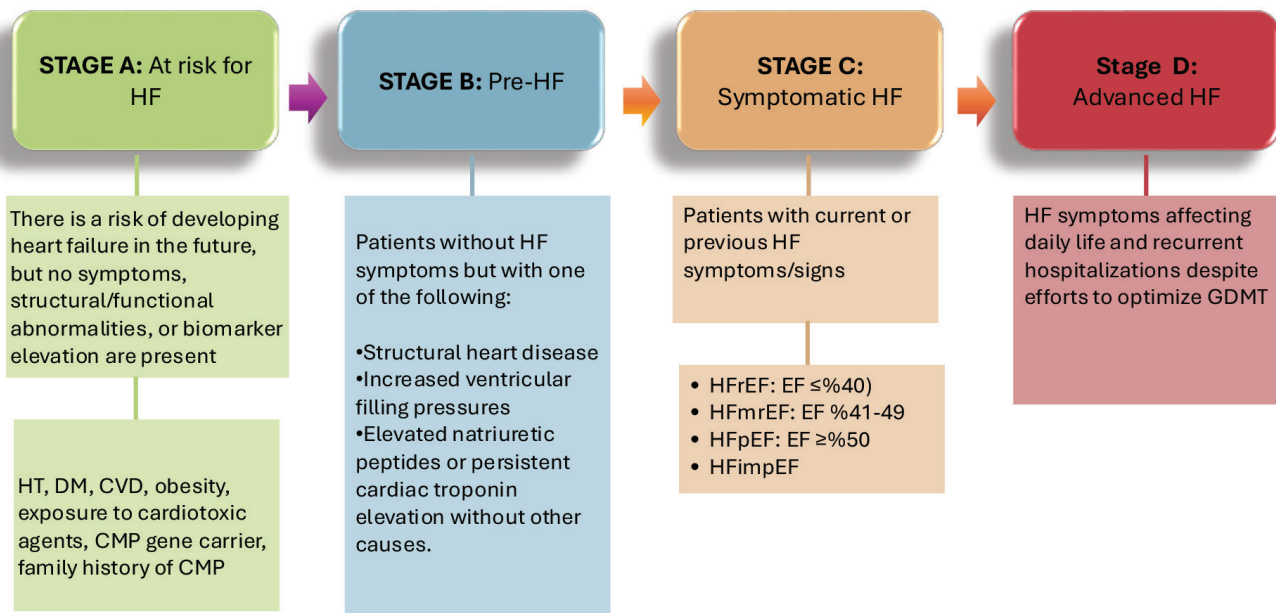 STAGE A: At risk for
HF
There is a risk of developing
heart failure in the future,
but no symptoms,
structural/functional
abnormalities, or biomarker
elevation are present
HT, DM, CVD, obesity,
exposure to cardiotoxic
agents, CMP gene carrier,
family history of CMP
STAGE B: Pre-HF
Patients without HF
symptoms but with one
of the following:
•Structural heart disease
•Increased ventricular
filling pressures
•Elevated natriuretic
peptides or persistent
cardiac troponin
elevation without other
causes.
STAGE C:
Symptomatic HF
Patients with current or
previous HF
symptoms/signs
• HFrEF: EF ≤%40)
• HFmrEF: EF %41-49
• HFpEF: EF ≥%50
• HFimpEF
Stage D:
Advanced HF
HF symptoms affecting
daily life and recurrent
hospitalizations despite
efforts to optimize GDMT